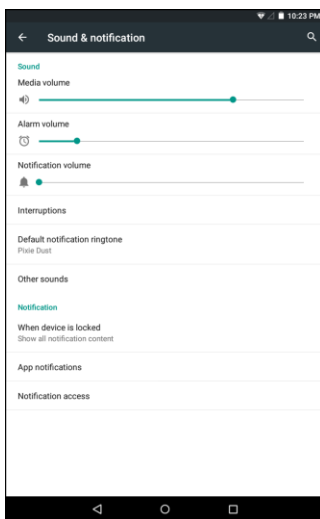 10:23 PM
Sound & notification
Sound
Media volume
Alarm volume
Notification volume
Interruptions
Default notification ringtone
Pixie Dust
Other sounds
Notification
When device is locked
Show all notification content
App notifications
Notification access